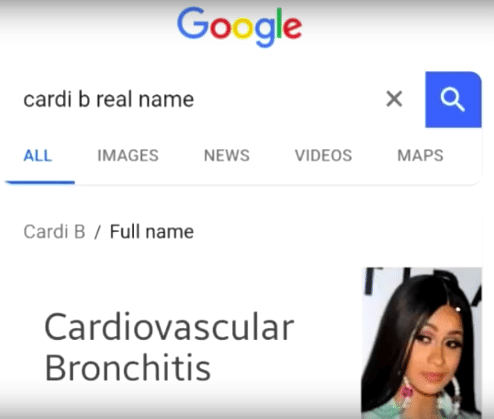 Google
cardi b real name
ALL IMAGES NEWS VIDEOS MAPS
Cardi B / Full name
Cardiovascular
Bronchitis